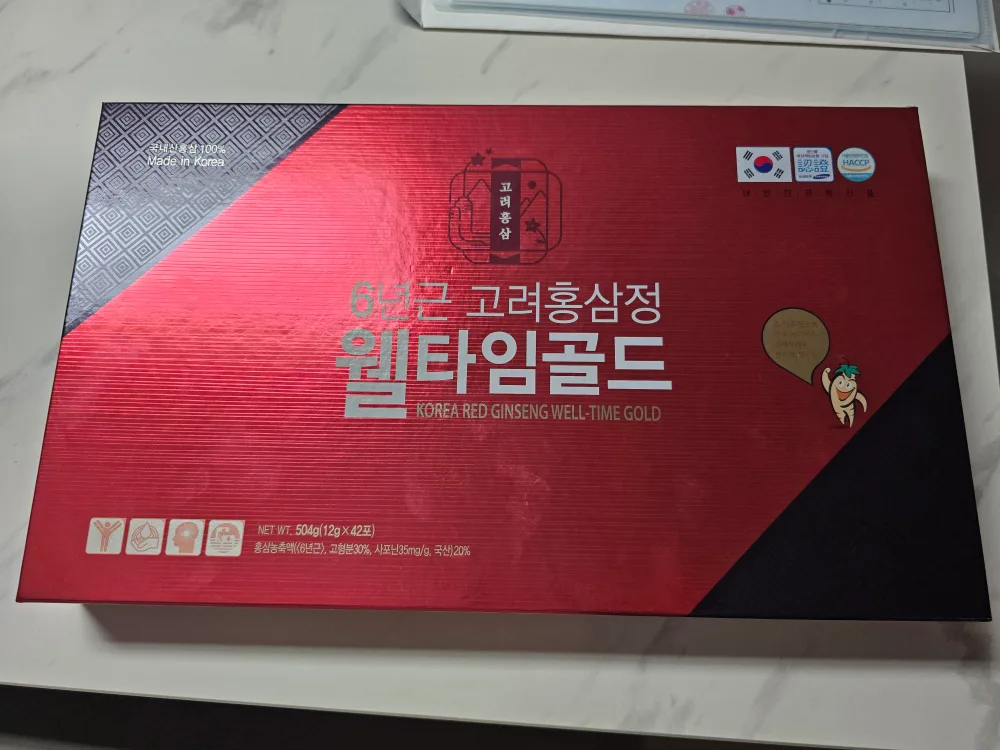 국내산홍삼 100%
Made in Korea
고려홍삼
認證
HACCP
6년근 고려홍삼정
웰타임골드
KOREA RED GINSENG WELL-TIME GOLD
NET WT. 504g(12g×42포)
홍삼농축액((6년근), 고형분30%, 사포닌35mg/g, 국산)20%